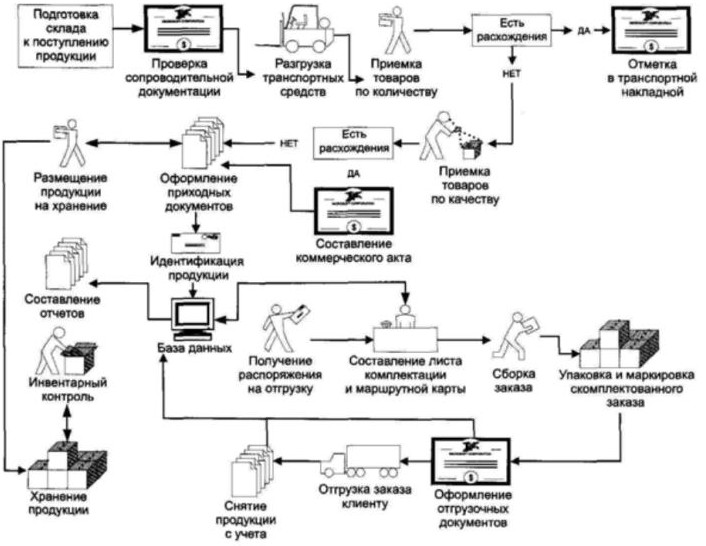 Подготовка
склада
к поступлению
продукции
Проверка
сопроводительной
документации
Разгрузка
транспортных
средств
Приемка
товаров
по количеству
Есть
расхождения
ДА
НЕТ
Отметка
в транспортной
накладной
Размещение
продукции
на хранение
Оформление
приходных
документов
НЕТ
Есть
расхождения
ДА
Приемка
товаров
по качеству
Составление
коммерческого акта
Идентификация
продукции
Составление
отчетов
База данных
Получение
распоряжения
на отгрузку
Составление листа
комплектации
и маршрутной карты
Сборка
заказа
Упаковка и маркировка
скомплектованного
заказа
Инвентарный
контроль
Хранение
продукции
Снятие
продукции
с учета
Отгрузка заказа
клиенту
Оформление
отгрузочных
документов